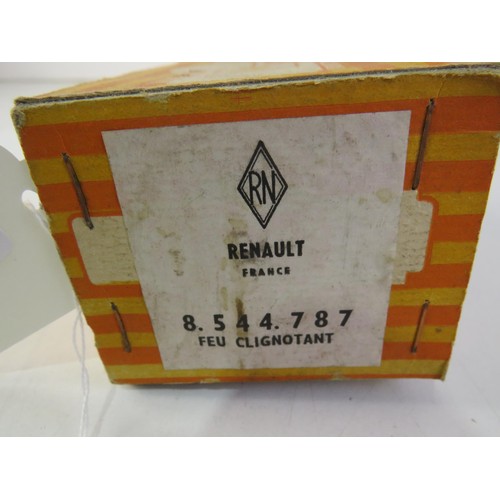 RN
RENAULT
FRANCE
8.544.787
FEU CLIGNOTANT